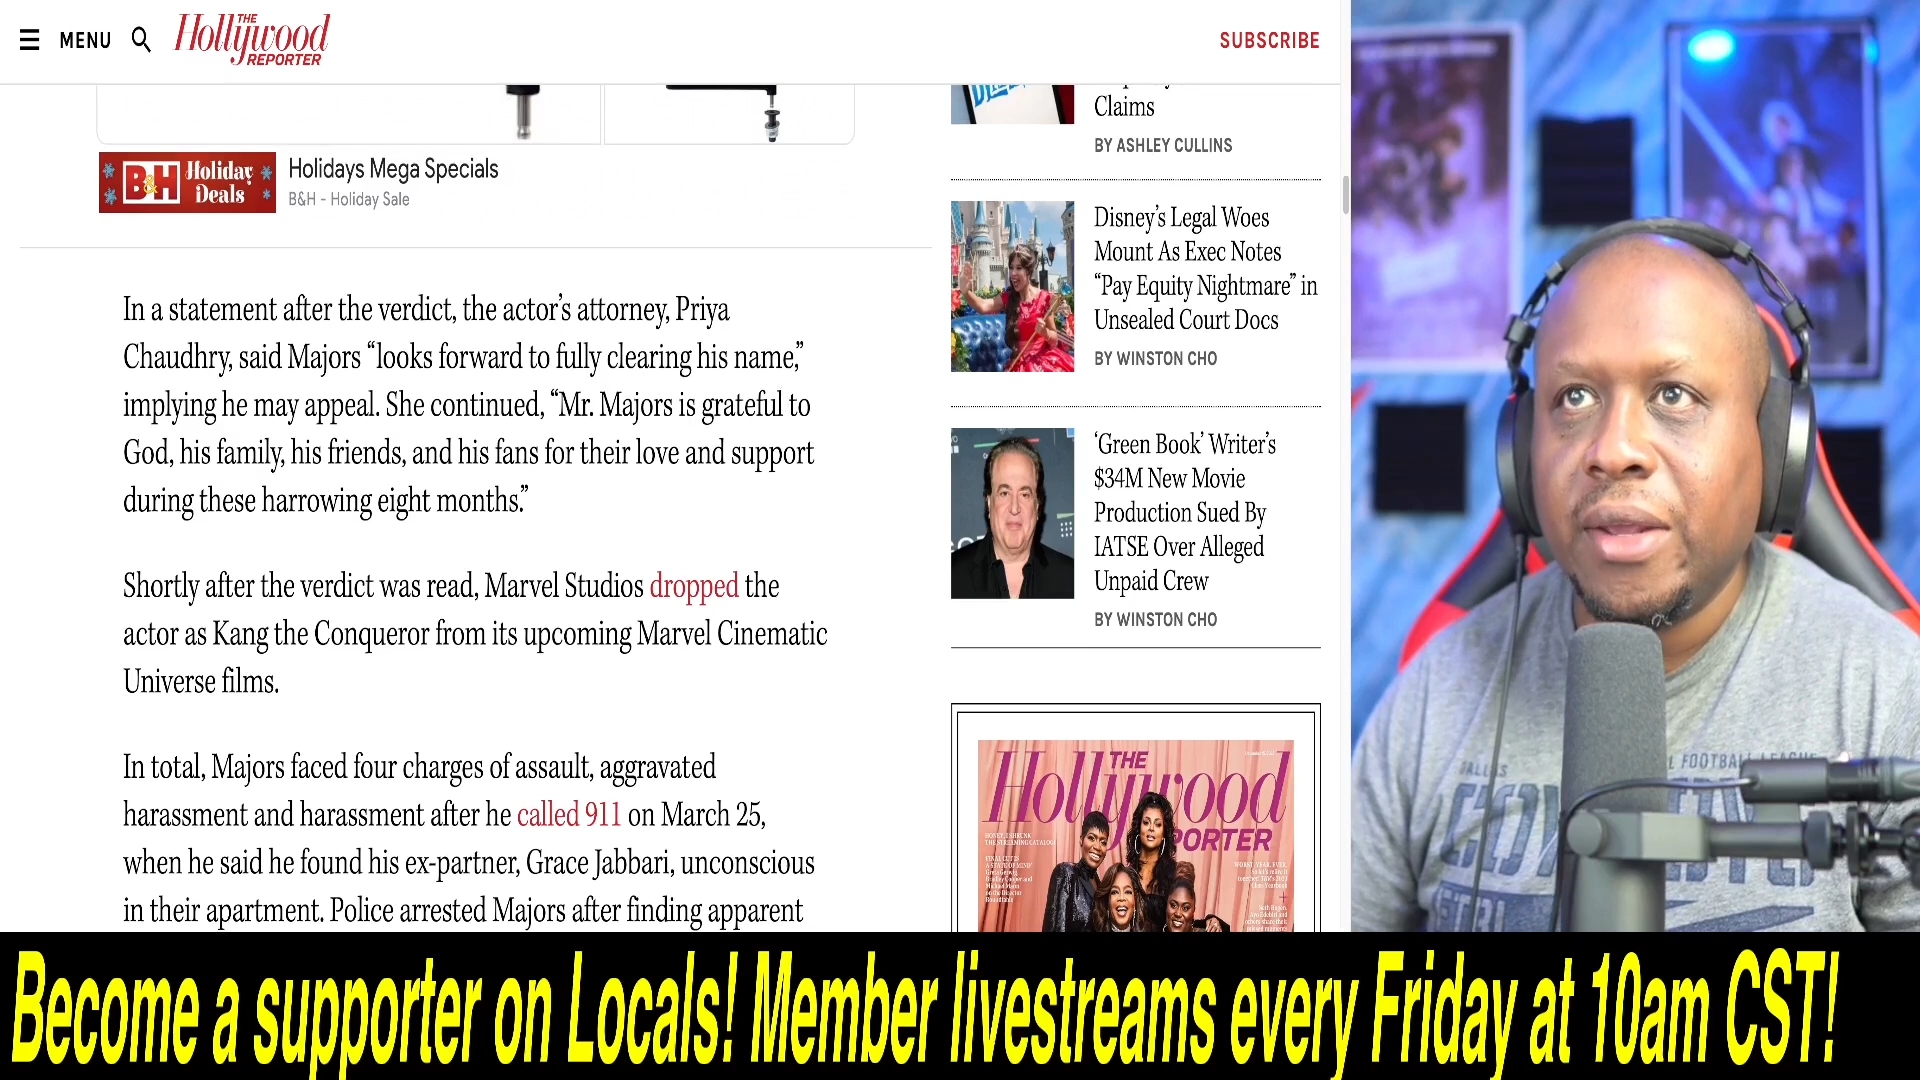 MENU
THE
Hollywood
REPORTER
SUBSCRIBE
B&H Holiday
Deals
Holidays Mega Specials
B&H - Holiday Sale
In a statement after the verdict, the actor’s attorney, Priya
Chaudhry, said Majors “looks forward to fully clearing his name,”
implying he may appeal. She continued, “Mr. Majors is grateful to
God, his family, his friends, and his fans for their love and support
during these harrowing eight months.”
Shortly after the verdict was read, Marvel Studios dropped the
actor as Kang the Conqueror from its upcoming Marvel Cinematic
Universe films.
In total, Majors faced four charges of assault, aggravated
harassment and harassment after he called 911 on March 25,
when he said he found his ex-partner, Grace Jabbari, unconscious
in their apartment. Police arrested Majors after finding apparent
Claims
BY ASHLEY CULLINS
Disney’s Legal Woes
Mount As Exec Notes
“Pay Equity Nightmare” in
Unsealed Court Docs
BY WINSTON CHO
‘Green Book’ Writer’s
$34M New Movie
Production Sued By
IATSE Over Alleged
Unpaid Crew
BY WINSTON CHO
THE
Hollywood
REPORTER
DALLAS
FOOTBALL LEAGUE
Become a supporter on Locals! Member livestreams every Friday at 10am CST!